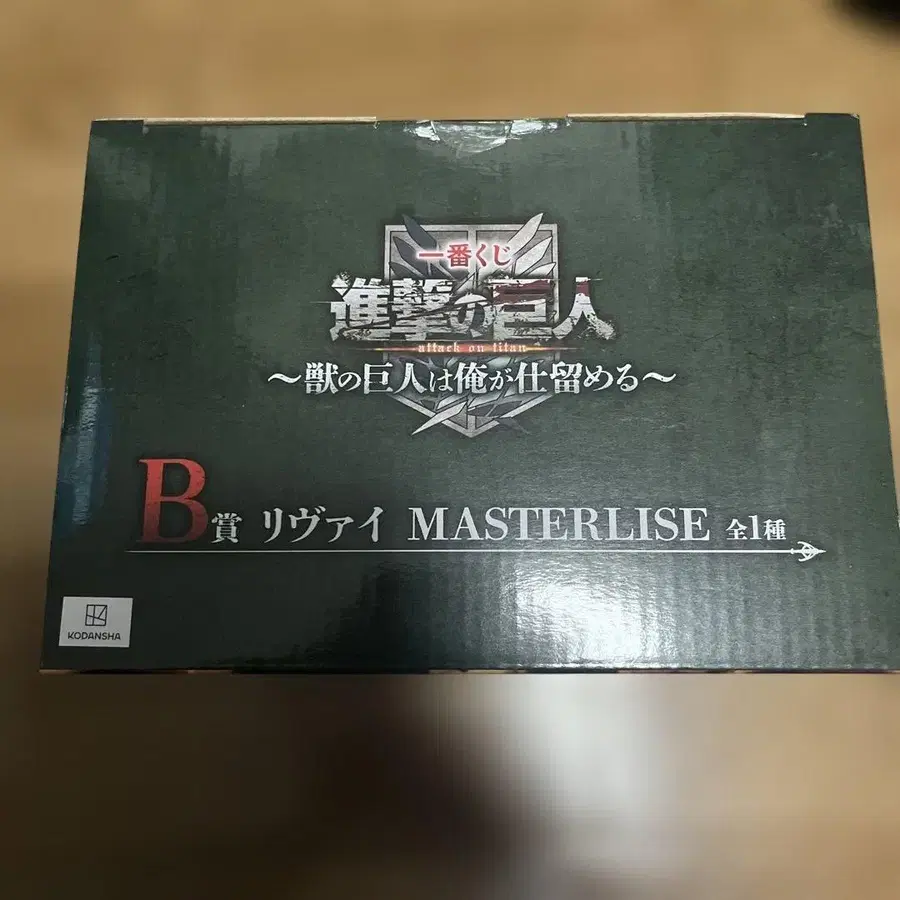 一番くじ
進撃の巨人
attack on titan
～獣の巨人は俺が仕留める～
B賞 リヴァイ MASTERLISE 全1種
KODANSHA